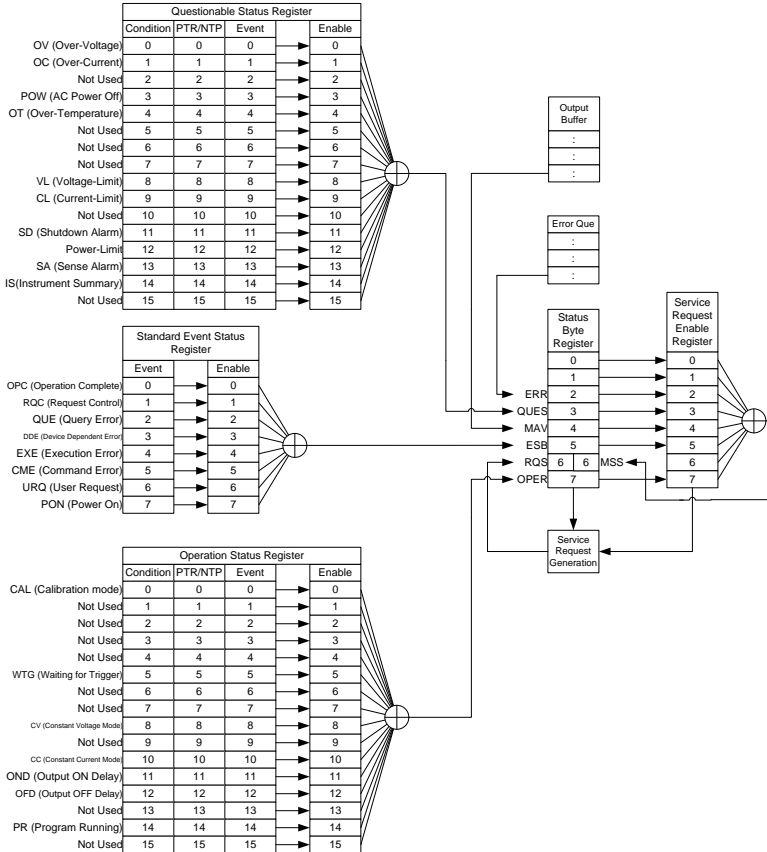 Questionable Status Register
Condition PTR/NTP Event Enable
OV (Over-Voltage) 0 0 0 0
OC (Over-Current) 1 1 1 1
Not Used 2 2 2 2
POW (AC Power Off) 3 3 3 3
OT (Over-Temperature) 4 4 4 4
Not Used 5 5 5 5
Not Used 6 6 6 6
Not Used 7 7 7 7
VL (Voltage-Limit) 8 8 8 8
CL (Current-Limit) 9 9 9 9
Not Used 10 10 10 10
SD (Shutdown Alarm) 11 11 11 11
Power-Limit 12 12 12 12
SA (Sense Alarm) 13 13 13 13
IS(Instrument Summary) 14 14 14 14
Not Used 15 15 15 15
Output
Buffer
:
:
:
Error Que
:
:
:
Standard Event Status
Register
Event Enable
OPC (Operation Complete) 0 0
RQC (Request Control) 1 1
QUE (Query Error) 2 2
DDE (Device Dependent Error) 3 3
EXE (Execution Error) 4 4
CME (Command Error) 5 5
URQ (User Request) 6 6
PON (Power On) 7 7
Status
Byte
Register
0
1
ERR 2
QUES 3
MAV 4
ESB 5
RQS 6 6 MSS
OPER 7
Service
Request
Enable
Register
0
1
2
3
4
5
6
7
Service
Request
Generation
Operation Status Register
Condition PTR/NTP Event Enable
CAL (Calibration mode) 0 0 0 0
Not Used 1 1 1 1
Not Used 2 2 2 2
Not Used 3 3 3 3
Not Used 4 4 4 4
WTG (Waiting for Trigger) 5 5 5 5
Not Used 6 6 6 6
Not Used 7 7 7 7
CV (Constant Voltage Mode) 8 8 8 8
Not Used 9 9 9 9
CC (Constant Current Mode) 10 10 10 10
OND (Output ON Delay) 11 11 11 11
OFD (Output OFF Delay) 12 12 12 12
Not Used 13 13 13 13
PR (Program Running) 14 14 14 14
Not Used 15 15 15 15